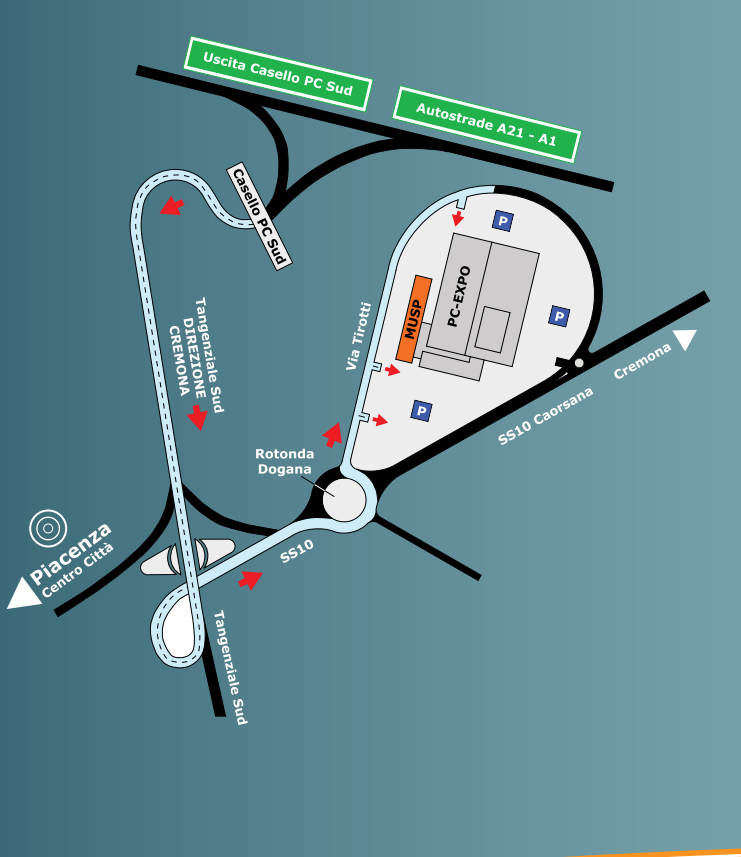 Uscita Casello PC Sud
Autostrade A21 - A1
Casello PC Sud
P
PC-EXPO
MUSP
P
Via Tirotti
Tangenziale Sud
DIREZIONE
CREMONA
Cremona
SS10 Caorsana
P
Rotonda
Dogana
Piacenza
Centro Città
SS10
Tangenziale Sud